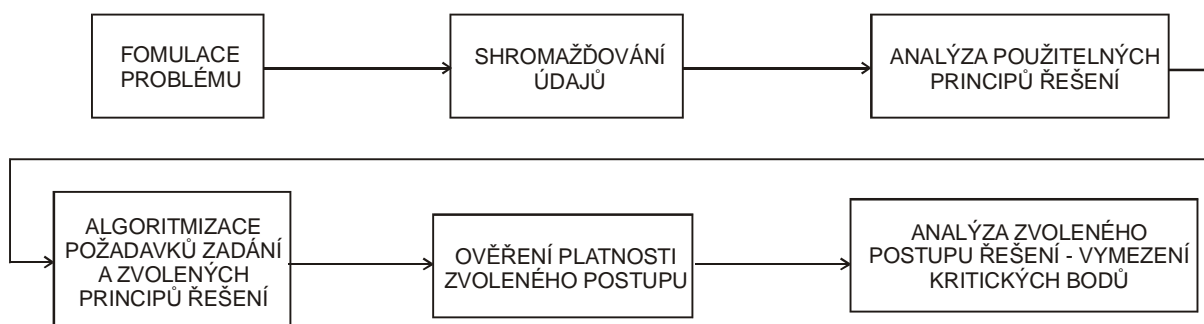 FOMULACE
PROBLÉMU
SHROMAŽĎOVÁNÍ
ÚDAJŮ
ANALÝZA POUŽITELNÝCH
PRINCIPŮ ŘEŠENÍ
ALGORITMIZACE
POŽADAVKŮ ZADÁNÍ
A ZVOLENÝCH
PRINCIPŮ ŘEŠENÍ
OVĚŘENÍ PLATNOSTI
ZVOLENÉHO POSTUPU
ANALÝZA ZVOLENÉHO
POSTUPU ŘEŠENÍ - VYMEZENÍ
KRITICKÝCH BODŮ